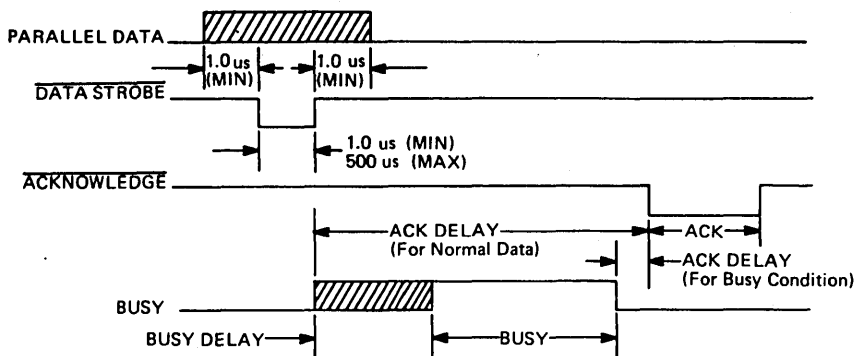 PARALLEL DATA
1.0 us 1.0 us
(MIN) (MIN)
DATA STROBE
1.0 us (MIN)
500 us (MAX)
ACKNOWLEDGE
ACK DELAY ACK
(For Normal Data)
ACK DELAY
(For Busy Condition)
BUSY
BUSY DELAY BUSY